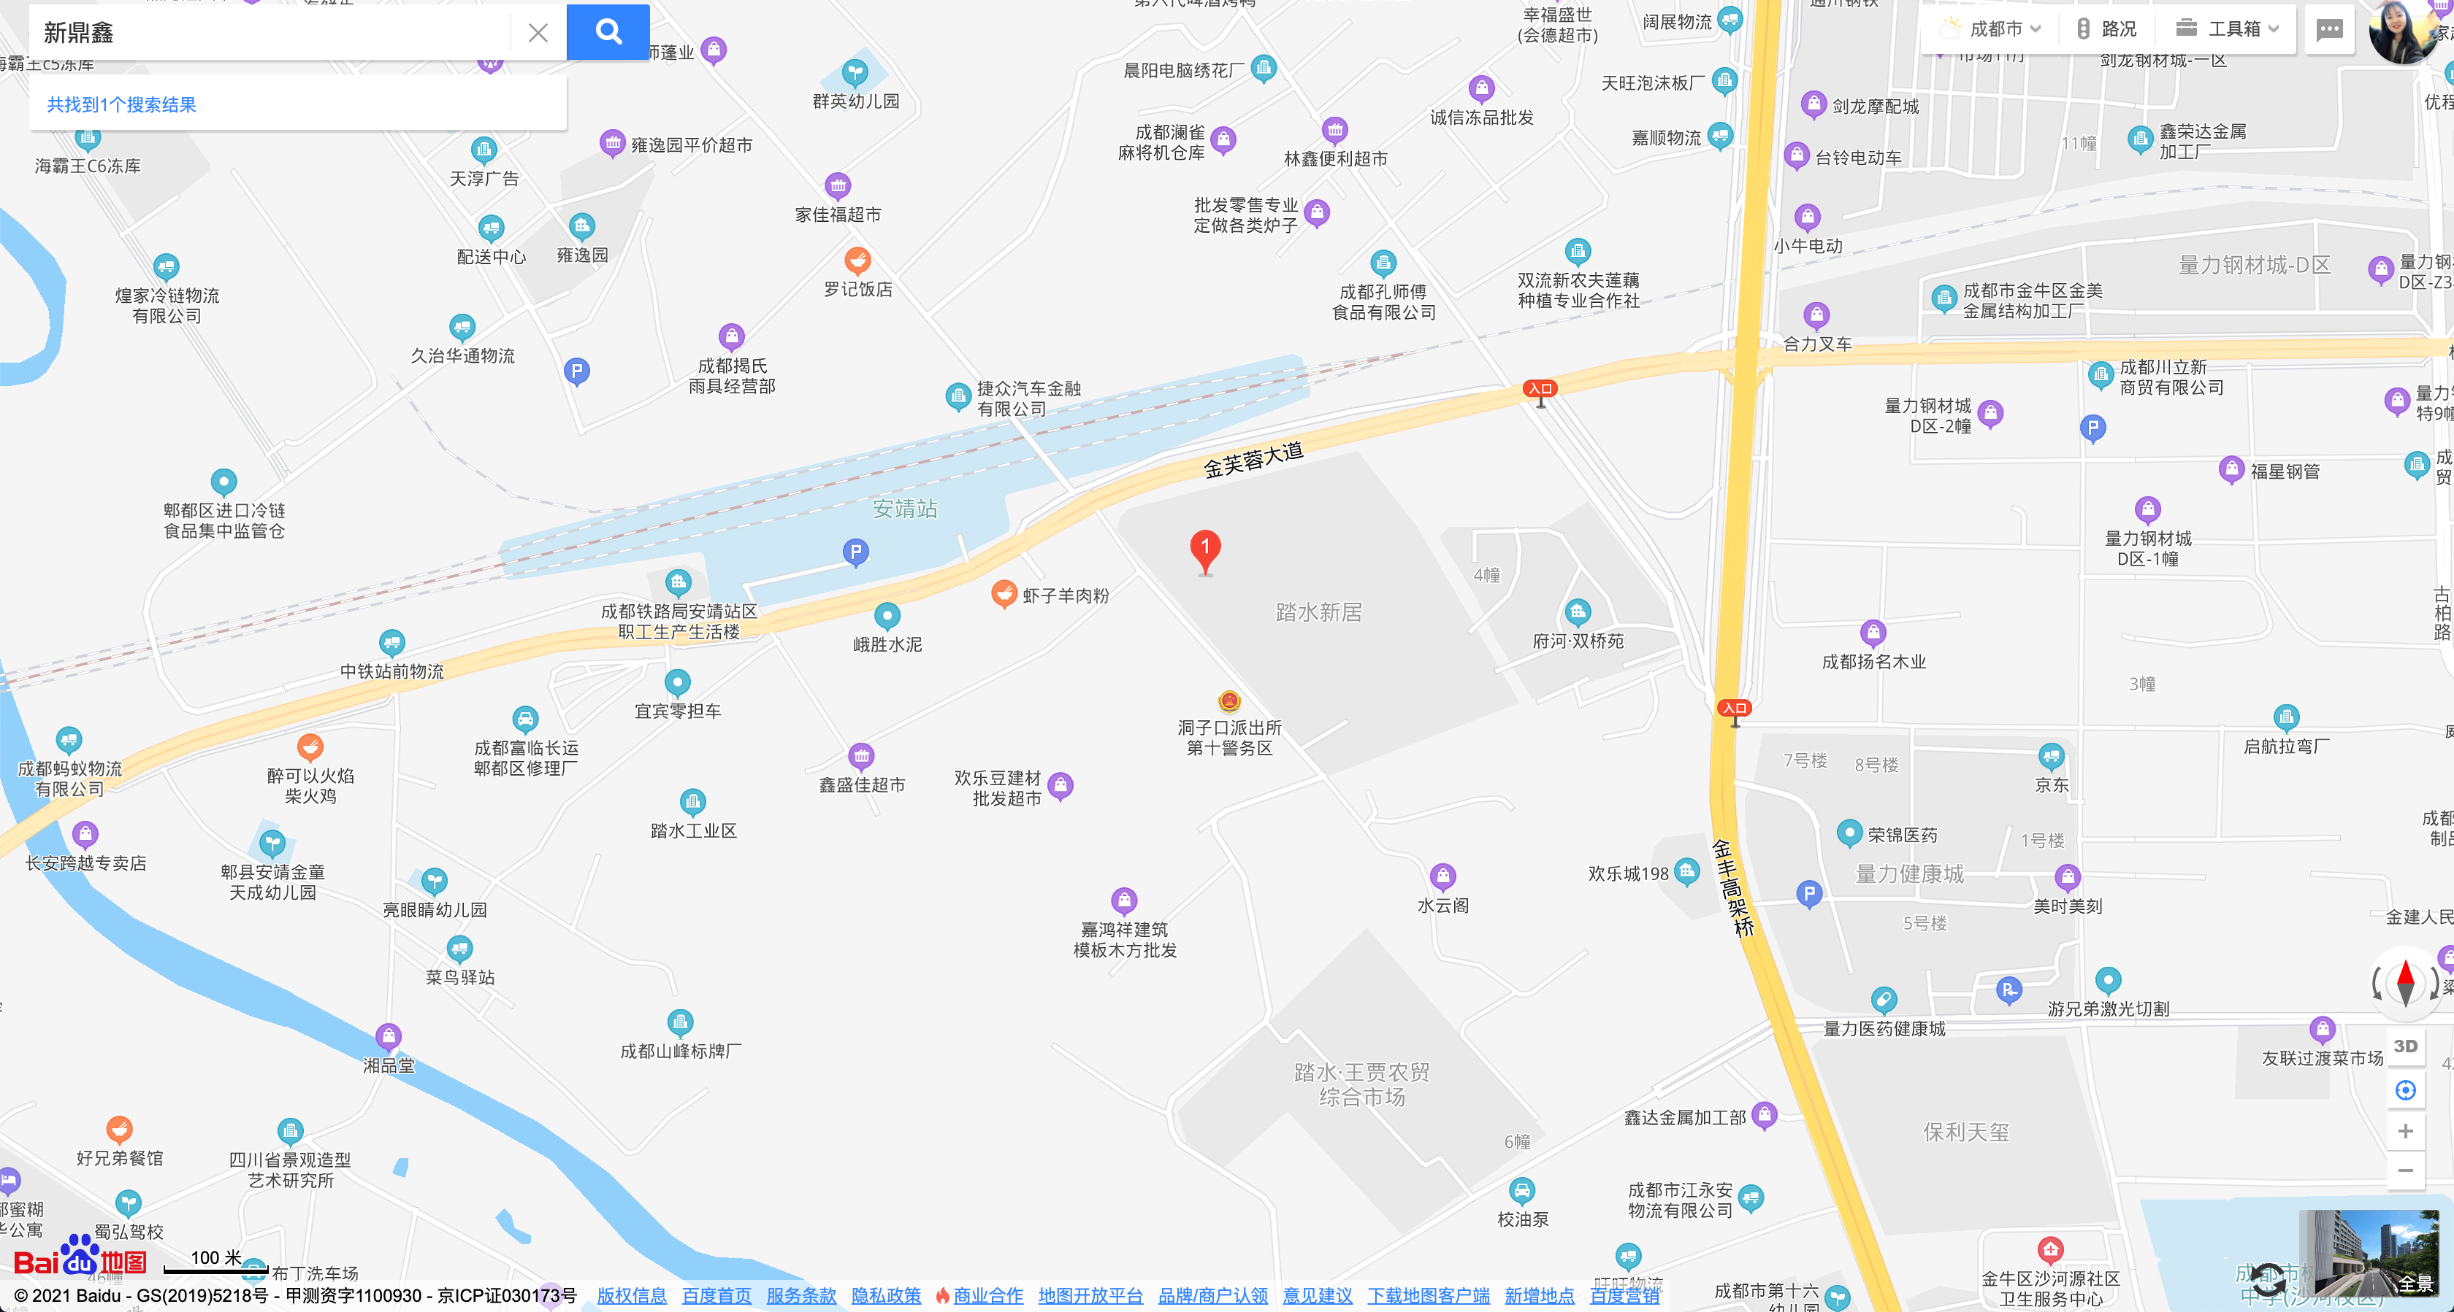 新鼎鑫
共找到1个搜索结果
成都市
路况
工具箱
海霸王C6冻库
天淳广告
雍逸园平价超市
群英幼儿园
家佳福超市
配送中心
雍逸园
煌家冷链物流
有限公司
久治华通物流
罗记饭店
成都揭氏
雨具经营部
捷众汽车金融
有限公司
晨阳电脑绣花厂
成都澜雀
麻将机仓库
林鑫便利超市
诚信冻品批发
幸福盛世
(会德超市)
阔展物流
天旺泡沫板厂
嘉顺物流
批发零售专业
定做各类炉子
成都孔师傅
食品有限公司
双流新农夫莲藕
种植专业合作社
剑龙摩配城
台铃电动车
小牛电动
剑龙钢材城-一区
11幢
鑫荣达金属
加工厂
量力钢材城-D区
成都市金牛区金美
金属结构加工厂
合力叉车
成都川立新
商贸有限公司
量力钢材城
D区-2幢
福星钢管
量力钢材城
D区-1幢
郫都区进口冷链
食品集中监管仓
安靖站
金芙蓉大道
入口
P
1
踏水新居
4幢
府河·双桥苑
成都铁路局安靖站区
职工生产生活楼
峨胜水泥
虾子羊肉粉
中铁站前物流
宜宾零担车
成都富临长运
郫都区修理厂
洞子口派出所
第十警务区
成都蚂蚁物流
有限公司
醉可以火焰
柴火鸡
鑫盛佳超市
欢乐豆建材
批发超市
踏水工业区
长安跨越专卖店
郫县安靖金童
天成幼儿园
亮眼睛幼儿园
菜鸟驿站
嘉鸿祥建筑
模板木方批发
水云阁
欢乐城198
入口
金丰高架桥
成都扬名木业
3幢
古柏路
启航拉弯厂
7号楼
8号楼
京东
荣锦医药
1号楼
量力健康城
美时美刻
5号楼
游兄弟激光切割
量力医药健康城
友联过渡菜市场
湘品堂
成都山峰标牌厂
踏水·王贾农贸
综合市场
6幢
鑫达金属加工部
保利天玺
好兄弟餐馆
四川省景观造型
艺术研究所
蜀弘驾校
布丁洗车场
校油泵
成都市江永安
物流有限公司
旺旺物流
成都市第十六
幼儿园
金牛区沙河源社区
卫生服务中心
3D
全景
Bai du 地图
100 米
© 2021 Baidu - GS(2019)5218号 - 甲测资字1100930 - 京ICP证030173号 版权信息 百度首页 服务条款 隐私政策 商业合作 地图开放平台 品牌/商户认领 意见建议 下载地图客户端 新增地点 百度营销